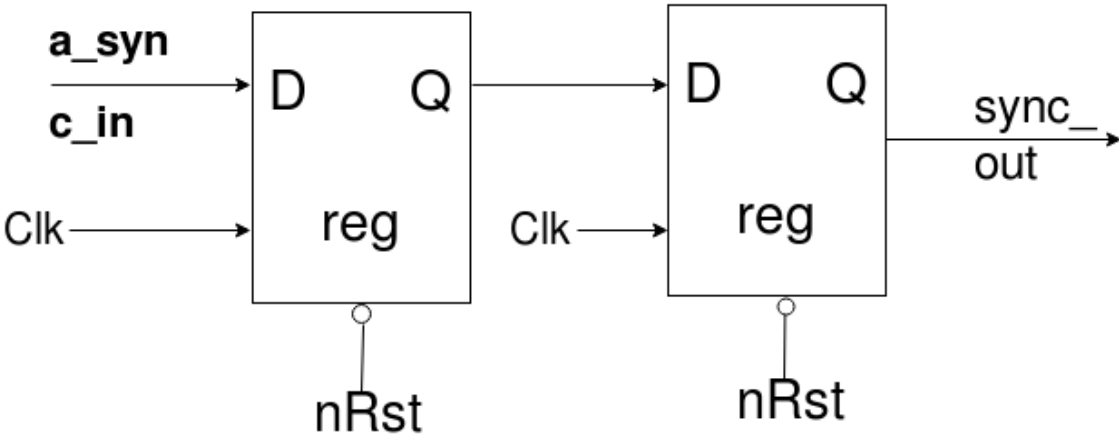 a_syn
c_in
D
Q
reg
Clk
nRst
D
Q
reg
Clk
nRst
sync_
out